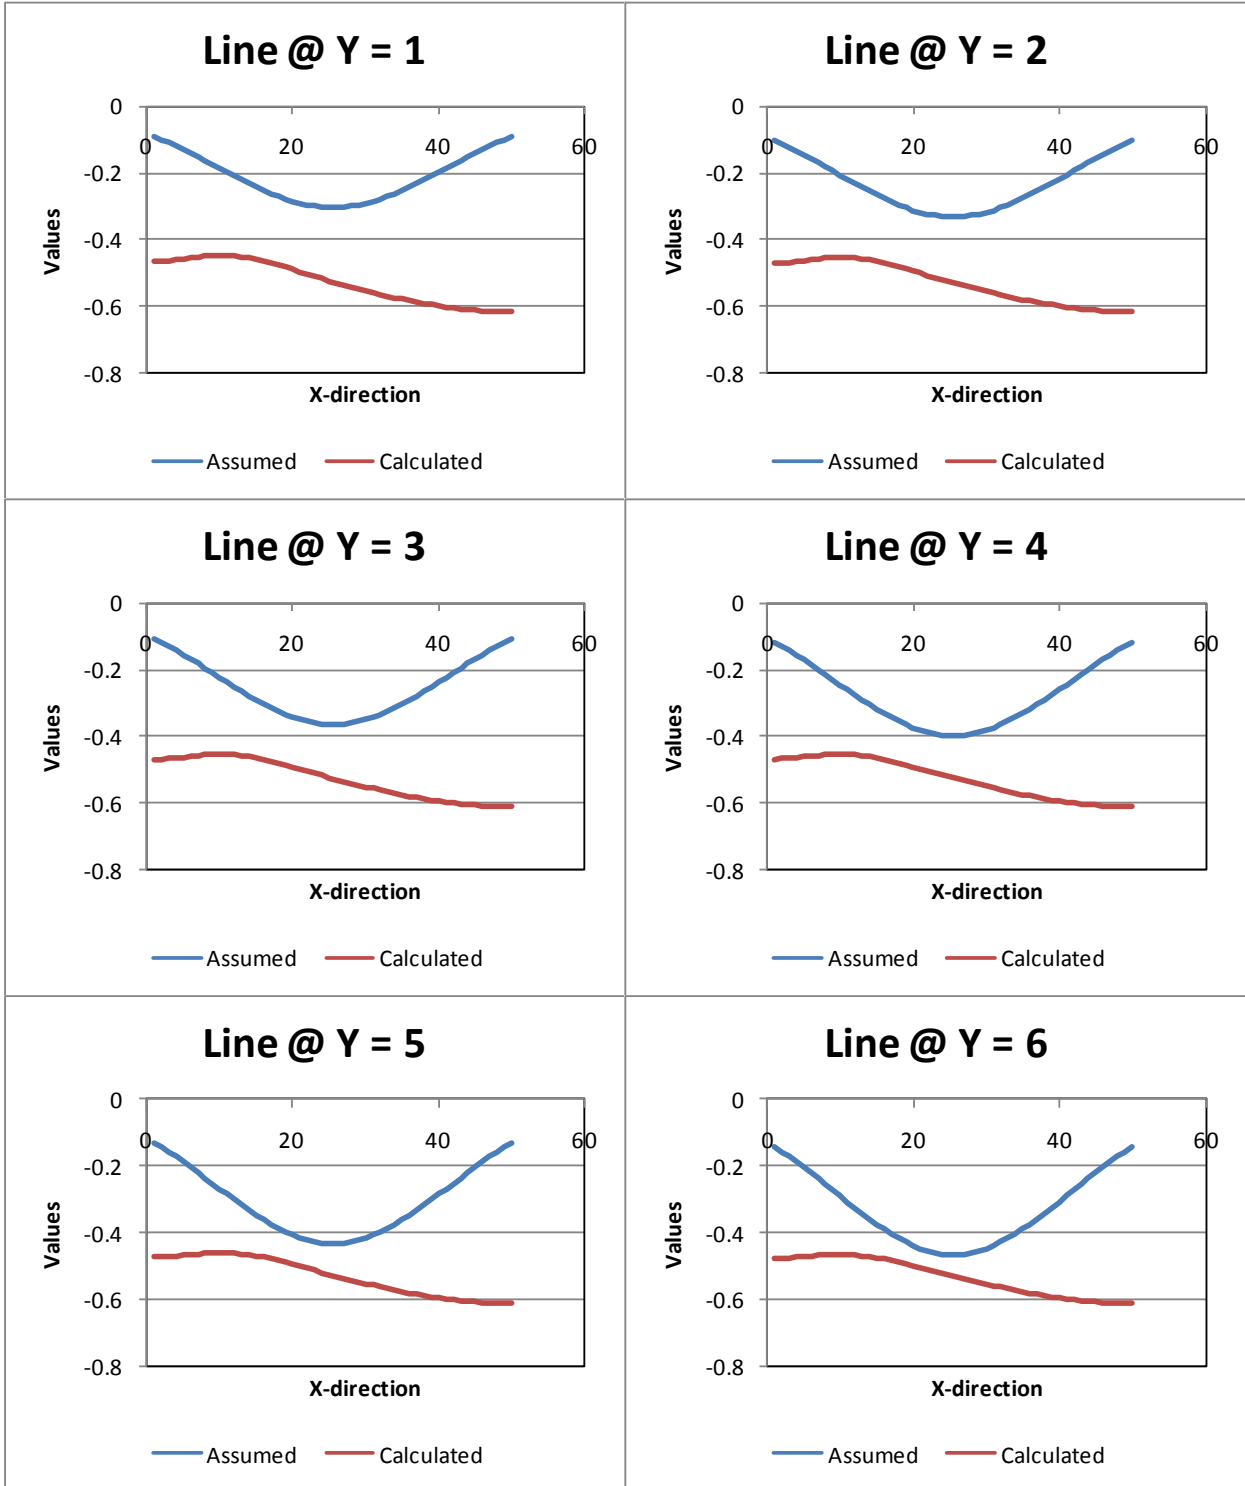 Line @ Y = 1
0
0 20 40 60
-0.2
-0.4
-0.6
-0.8
Values
X-direction
Assumed Calculated
Line @ Y = 2
0
0 20 40 60
-0.2
-0.4
-0.6
-0.8
Values
X-direction
Assumed Calculated
Line @ Y = 3
0
0 20 40 60
-0.2
-0.4
-0.6
-0.8
Values
X-direction
Assumed Calculated
Line @ Y = 4
0
0 20 40 60
-0.2
-0.4
-0.6
-0.8
Values
X-direction
Assumed Calculated
Line @ Y = 5
0
0 20 40 60
-0.2
-0.4
-0.6
-0.8
Values
X-direction
Assumed Calculated
Line @ Y = 6
0
0 20 40 60
-0.2
-0.4
-0.6
-0.8
Values
X-direction
Assumed Calculated